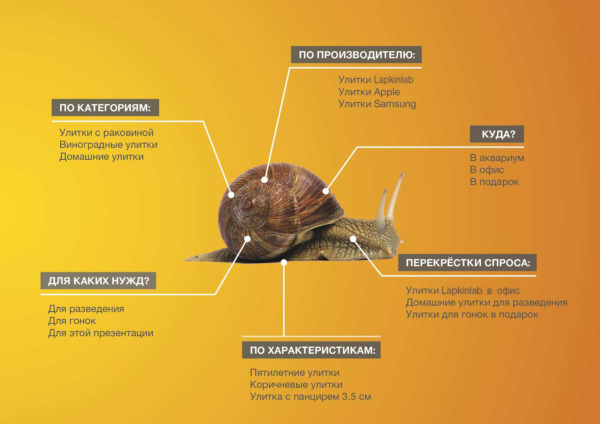 ПО ПРОИЗВОДИТЕЛЮ:
Улитки Lapkinlab
Улитки Apple
Улитки Samsung
ПО КАТЕГОРИЯМ:
Улитки с раковиной
Виноградные улитки
Домашние улитки
КУДА?
В аквариум
В офис
В подарок
ДЛЯ КАКИХ НУЖД?
Для разведения
Для гонок
Для этой презентации
ПЕРЕКРЁСТКИ СПРОСА:
Улитки Lapkinlab в офис
Домашние улитки для разведения
Улитки для гонок в подарок
ПО ХАРАКТЕРИСТИКАМ:
Пятилетние улитки
Коричневые улитки
Улитка с панцирем 3.5 см